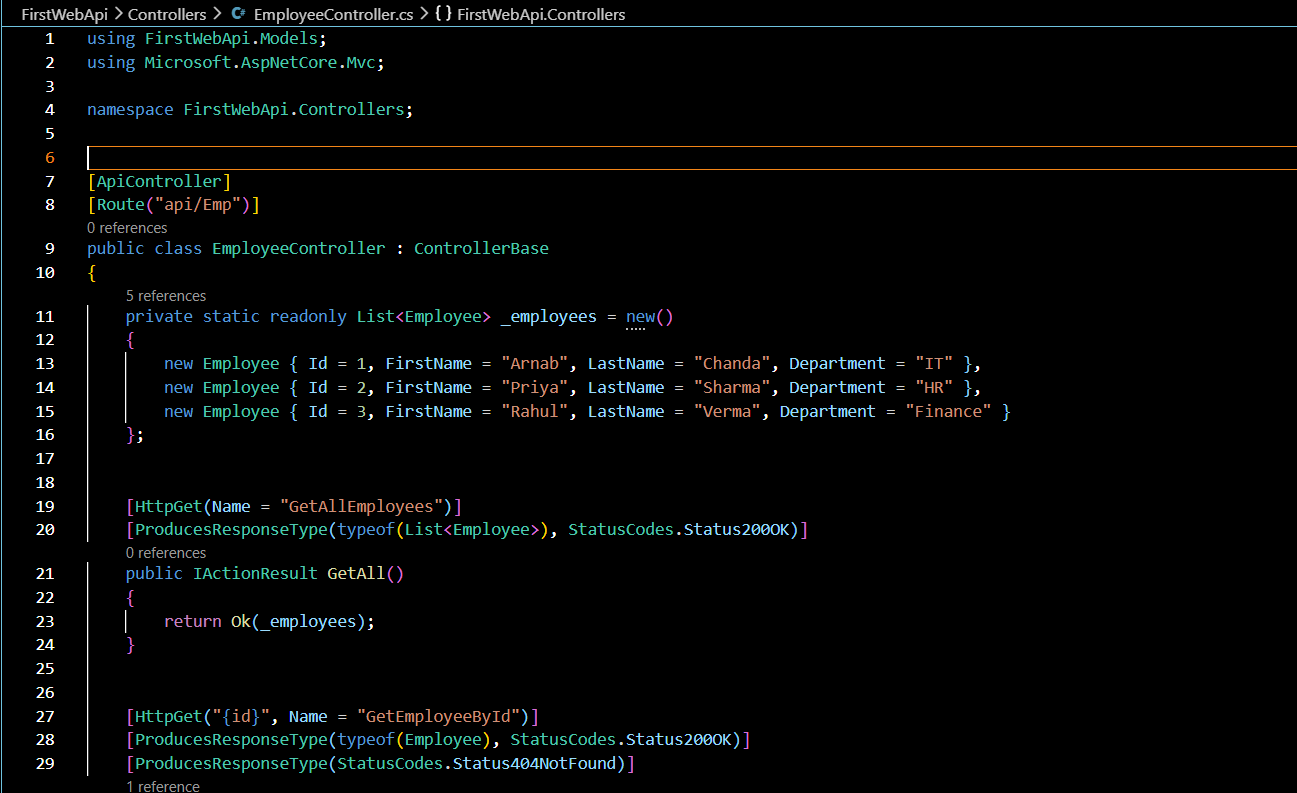 FirstWebApi > Controllers > C# EmployeeController.cs > {} FirstWebApi.Controllers
1 using FirstWebApi.Models;
2 using Microsoft.AspNetCore.Mvc;
3
4 namespace FirstWebApi.Controllers;
5
6
7 [ApiController]
8 [Route("api/Emp")]
0 references
9 public class EmployeeController : ControllerBase
10 {
5 references
11 private static readonly List<Employee> _employees = new()
12 {
13 new Employee { Id = 1, FirstName = "Arnab", LastName = "Chanda", Department = "IT" },
14 new Employee { Id = 2, FirstName = "Priya", LastName = "Sharma", Department = "HR" },
15 new Employee { Id = 3, FirstName = "Rahul", LastName = "Verma", Department = "Finance" }
16 };
17
18
19 [HttpGet(Name = "GetAllEmployees")]
20 [ProducesResponseType(typeof(List<Employee>), StatusCodes.Status200OK)]
0 references
21 public IActionResult GetAll()
22 {
23 return Ok(_employees);
24 }
25
26
27 [HttpGet("{id}", Name = "GetEmployeeById")]
28 [ProducesResponseType(typeof(Employee), StatusCodes.Status200OK)]
29 [ProducesResponseType(StatusCodes.Status404NotFound)]
1 reference